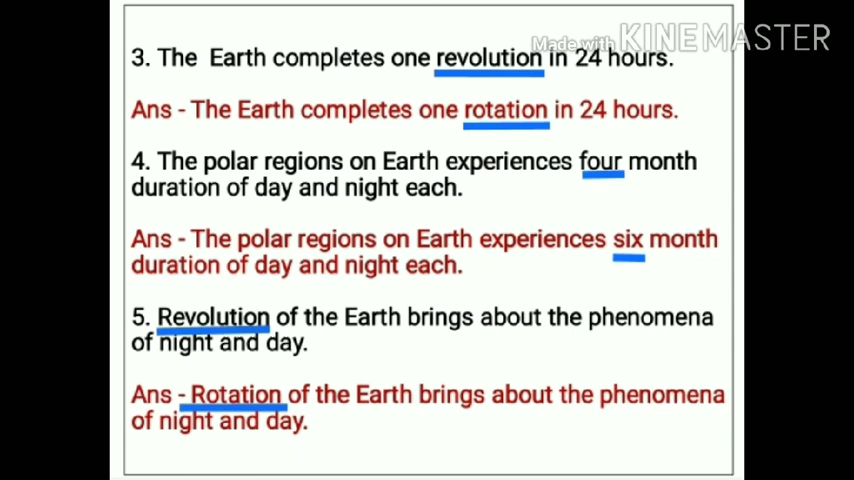 Made with KINEMASTER
3. The Earth completes one revolution in 24 hours.
Ans - The Earth completes one rotation in 24 hours.
4. The polar regions on Earth experiences four month
duration of day and night each.
Ans - The polar regions on Earth experiences six month
duration of day and night each.
5. Revolution of the Earth brings about the phenomena
of night and day.
Ans - Rotation of the Earth brings about the phenomena
of night and day.